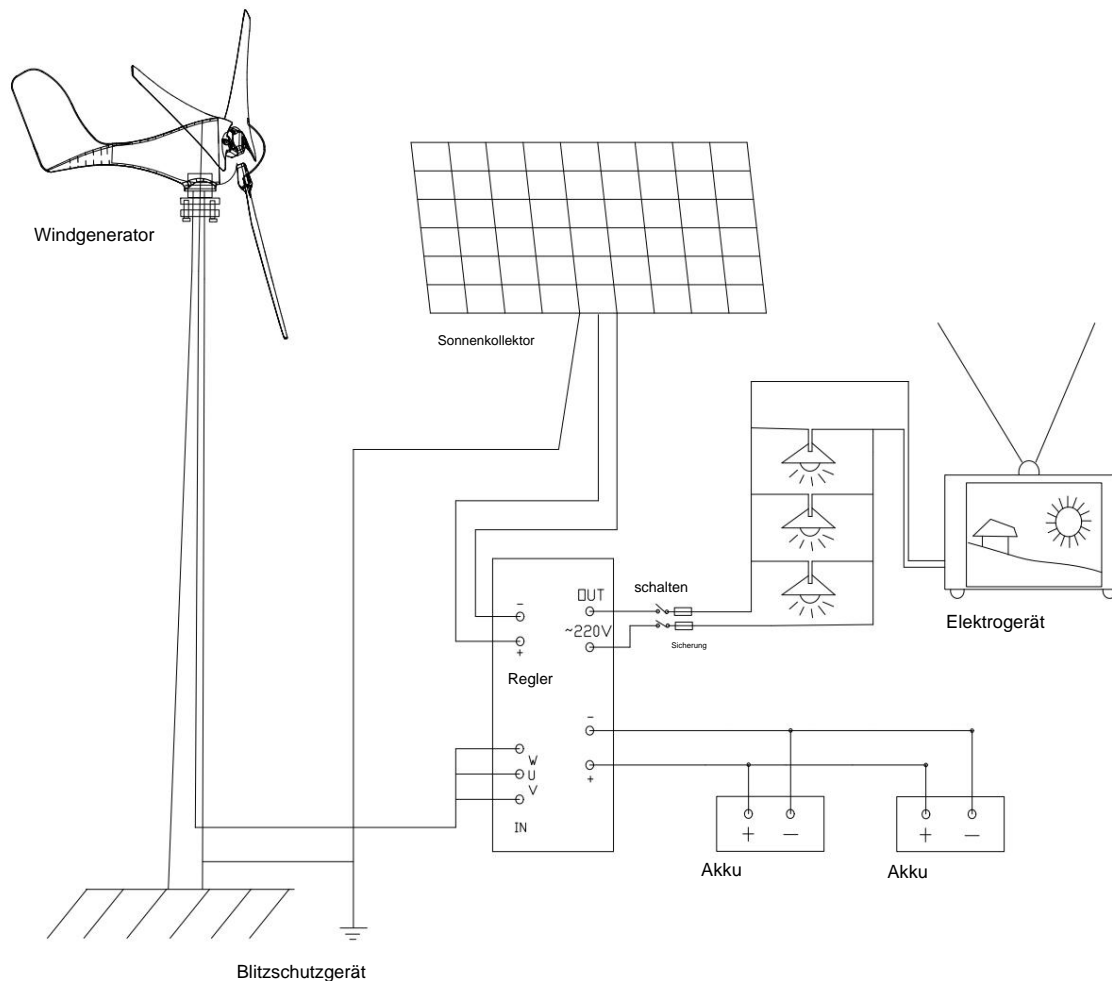 Windgenerator
Sonnenkollektor
OUT
schalten
~220V
Sicherung
-
+
Regler
Elektrogerät
-
+
W
U
V
IN
+ −
+ −
Akku
Akku
Blitzschutzgerät